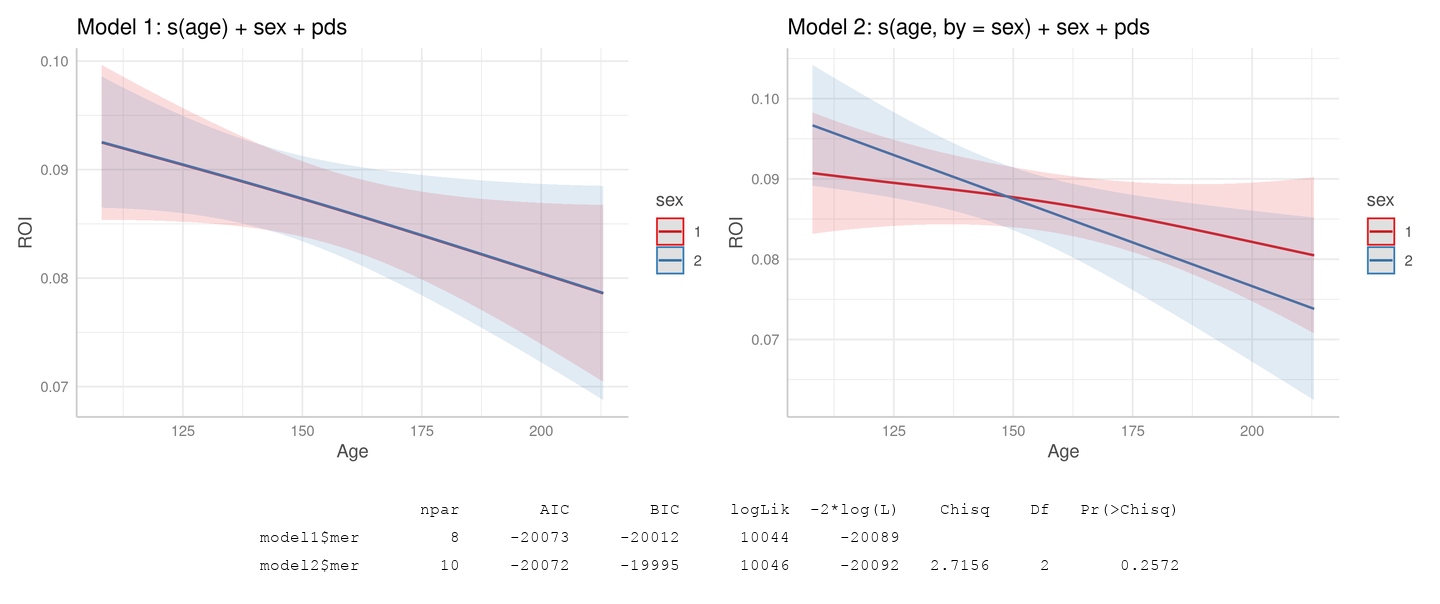 Model 1: s(age) + sex + pds
0.10
0.09
0.08
0.07
ROI
125 150 175 200
Age
sex
1
2
Model 2: s(age, by = sex) + sex + pds
0.10
0.09
0.08
0.07
ROI
125 150 175 200
Age
sex
1
2
npar AIC BIC logLik -2*log(L) Chisq Df Pr(>Chisq)
model1$mer 8 -20073 -20012 10044 -20089
model2$mer 10 -20072 -19995 10046 -20092 2.7156 2 0.2572